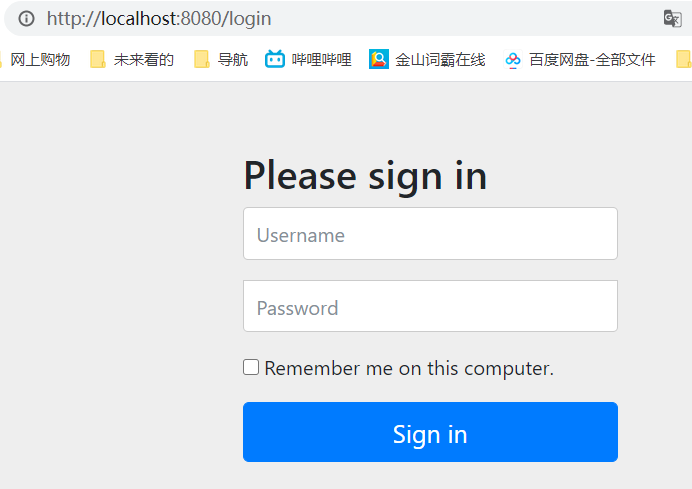 http://localhost:8080/login
网上购物 未来看的 导航 哔哩哔哩 金山词霸在线 百度网盘-全部文件
Please sign in
Username
Password
Remember me on this computer.
Sign in